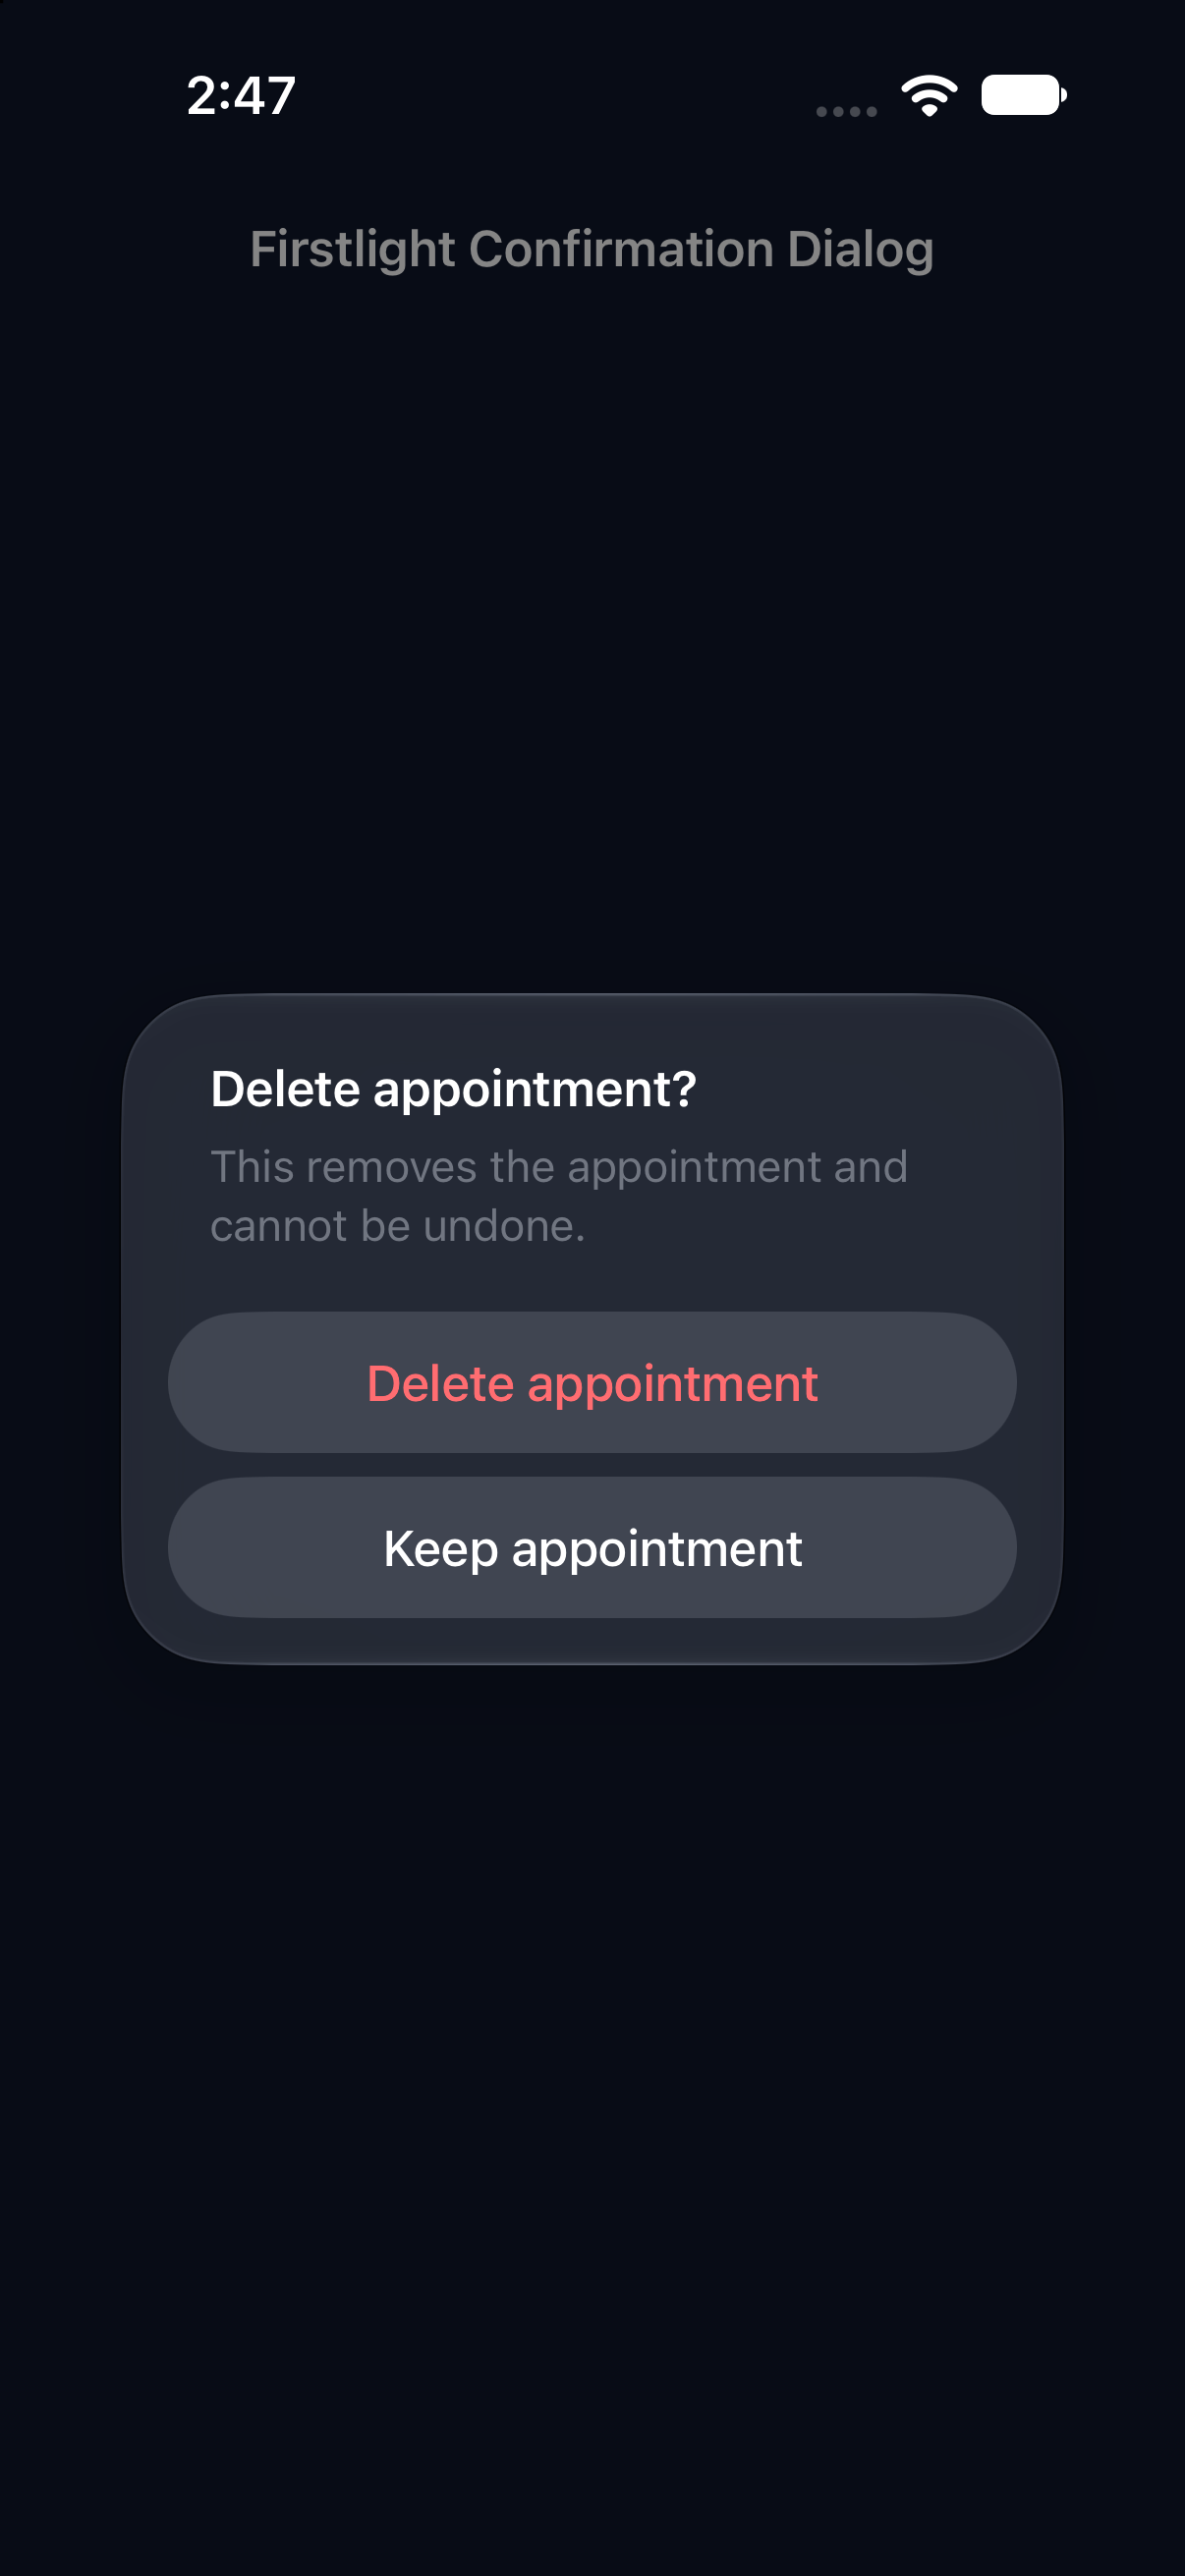 2:47
Firstlight Confirmation Dialog
Delete appointment?
This removes the appointment and
cannot be undone.
Delete appointment
Keep appointment